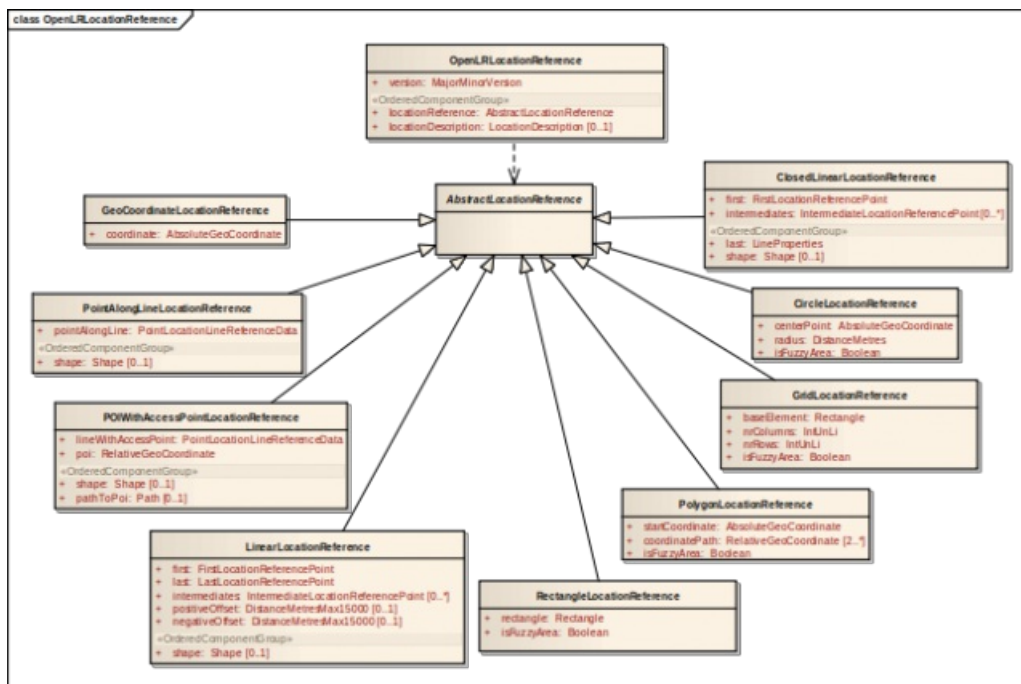 class OpenLRLocationReference
OpenLRLocationReference
+ version: MajorMinorVersion
«OrderedComponentGroup»
+ locationReference: AbstractLocationReference
+ locationDescription: LocationDescription [0..1]
AbstractLocationReference
GeoCoordinateLocationReference
+ coordinate: AbsoluteGeoCoordinate
ClosedLinearLocationReference
+ first: FirstLocationReferencePoint
+ intermediates: IntermediateLocationReferencePoint [0..*]
«OrderedComponentGroup»
+ last: LineProperties
+ shape: Shape [0..1]
PointAlongLineLocationReference
+ pointAlongLine: PointLocationLineReferenceData
«OrderedComponentGroup»
+ shape: Shape [0..1]
CircleLocationReference
+ centerPoint: AbsoluteGeoCoordinate
+ radius: DistanceMetres
+ isFuzzyArea: Boolean
POIWithAccessPointLocationReference
+ lineWithAccessPoint: PointLocationLineReferenceData
+ poi: RelativeGeoCoordinate
«OrderedComponentGroup»
+ shape: Shape [0..1]
+ pathToPoi: Path [0..1]
GridLocationReference
+ baseElement: Rectangle
+ nrColumns: IntUnLi
+ nrRows: IntUnLi
+ isFuzzyArea: Boolean
PolygonLocationReference
+ startCoordinate: AbsoluteGeoCoordinate
+ coordinatePath: RelativeGeoCoordinate [2..*]
+ isFuzzyArea: Boolean
LinearLocationReference
+ first: FirstLocationReferencePoint
+ last: LastLocationReferencePoint
+ intermediates: IntermediateLocationReferencePoint [0..*]
+ positiveOffset: DistanceMetresMax15000 [0..1]
+ negativeOffset: DistanceMetresMax15000 [0..1]
«OrderedComponentGroup»
+ shape: Shape [0..1]
RectangleLocationReference
+ rectangle: Rectangle
+ isFuzzyArea: Boolean